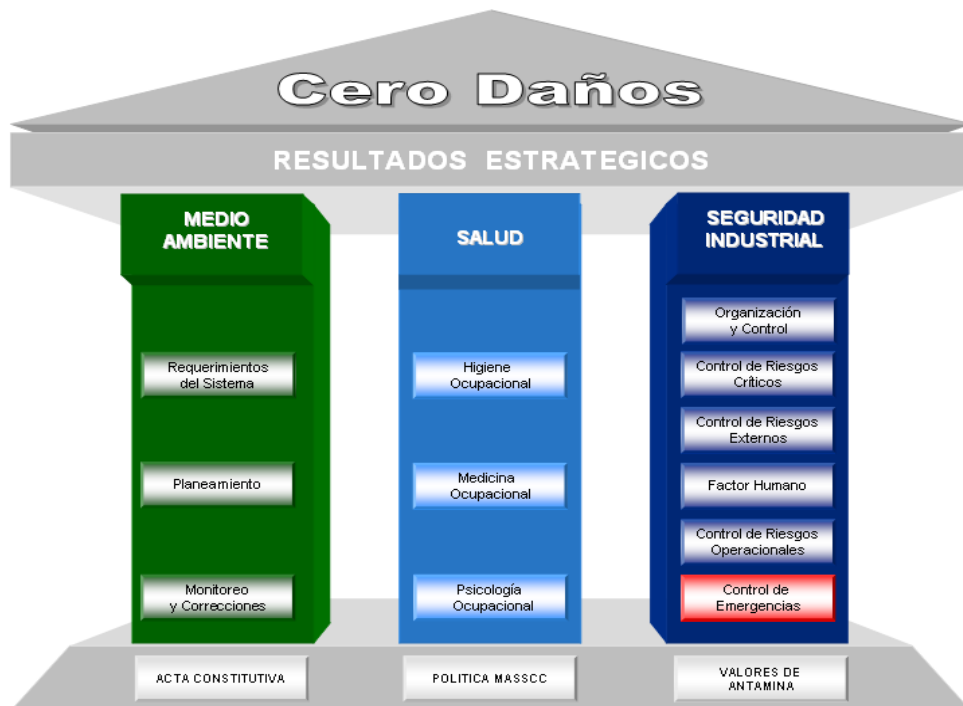 Cero Daños
RESULTADOS ESTRATEGICOS
MEDIO
AMBIENTE
Requerimientos
del Sistema
Planeamiento
Monitoreo
y Correcciones
SALUD
Higiene
Ocupacional
Medicina
Ocupacional
Psicología
Ocupacional
SEGURIDAD
INDUSTRIAL
Organización
y Control
Control de Riesgos
Críticos
Control de Riesgos
Externos
Factor Humano
Control de Riesgos
Operacionales
Control de
Emergencias
ACTA CONSTITUTIVA
POLITICA MASSCC
VALORES DE
ANTAMINA